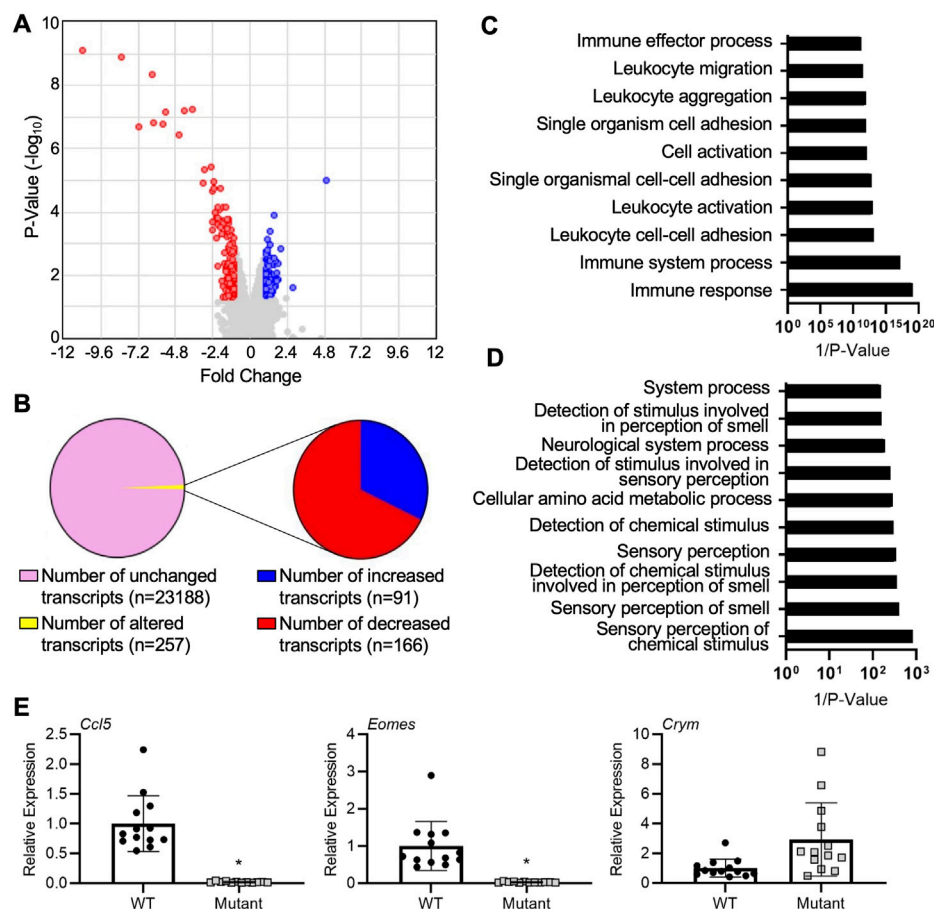 A
10
8
6
4
2
0
P-Value (-log10)
-12 -9.6 -7.2 -4.8 -2.4 0 2.4 4.8 7.2 9.6 12
Fold Change
B
Number of unchanged
transcripts (n=23188)
Number of altered
transcripts (n=257)
Number of increased
transcripts (n=91)
Number of decreased
transcripts (n=166)
C
Immune effector process
Leukocyte migration
Leukocyte aggregation
Single organism cell adhesion
Cell activation
Single organismal cell-cell adhesion
Leukocyte activation
Leukocyte cell-cell adhesion
Immune system process
Immune response
10^0 10^5 10^10 10^15 10^20
1/P-Value
D
System process
Detection of stimulus involved
in perception of smell
Neurological system process
Detection of stimulus involved in
sensory perception
Cellular amino acid metabolic process
Detection of chemical stimulus
Sensory perception
Detection of chemical stimulus
involved in perception of smell
Sensory perception of smell
Sensory perception of
chemical stimulus
10^0 10^1 10^2 10^3
1/P-Value
E
Ccl5
2.5
2.0
1.5
1.0
0.5
0.0
Relative Expression
*
WT Mutant
Eomes
4
3
2
1
0
Relative Expression
*
WT Mutant
Crym
10
8
6
4
2
0
Relative Expression
WT Mutant